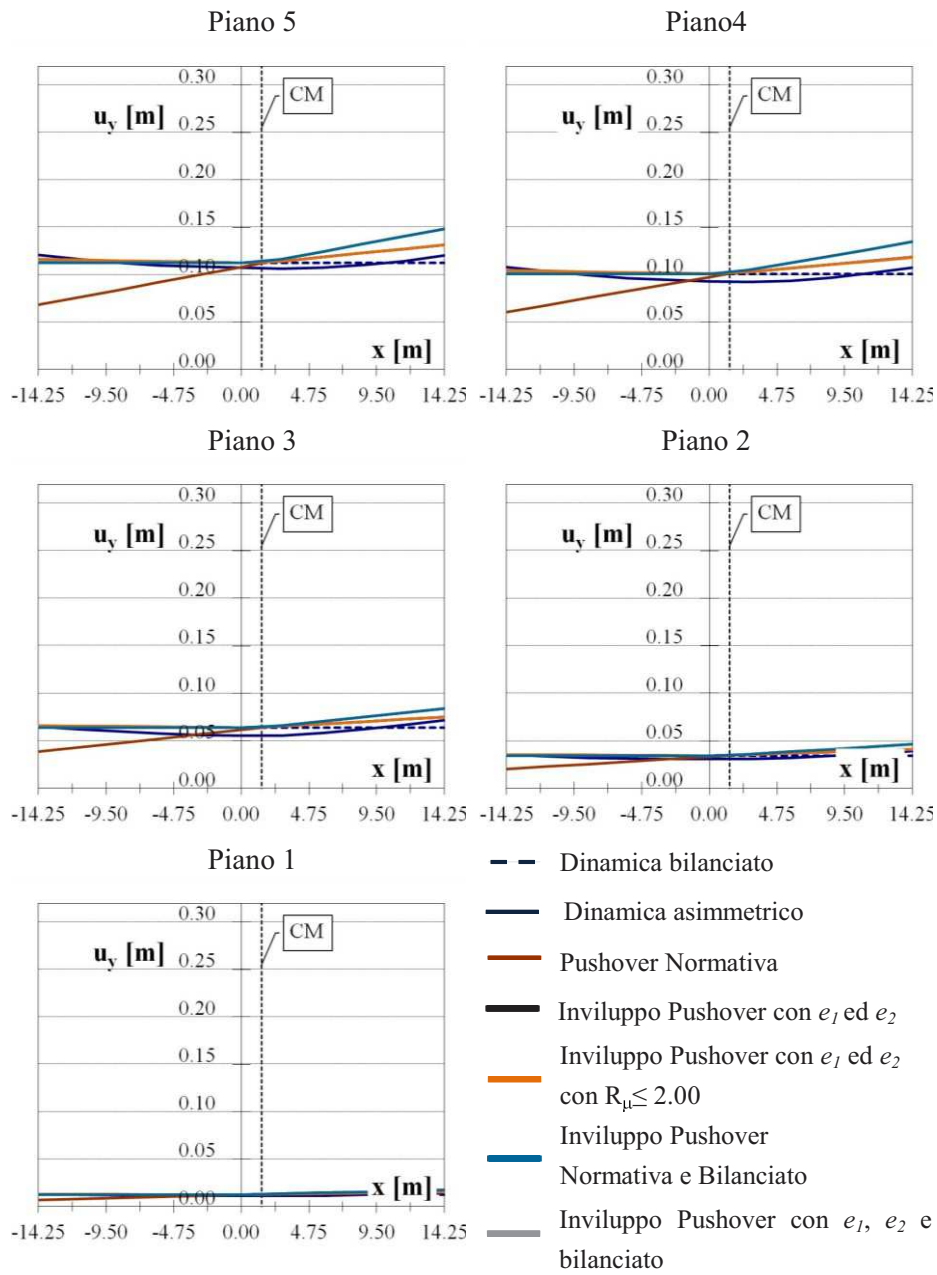 Piano 5
0.30
CM
u_y [m]
0.25
0.20
0.15
0.10
0.05
x [m]
0.00
-14.25 -9.50 -4.75 0.00 4.75 9.50 14.25
Piano4
0.30
CM
u_y [m]
0.25
0.20
0.15
0.10
0.05
x [m]
0.00
-14.25 -9.50 -4.75 0.00 4.75 9.50 14.25
Piano 3
0.30
CM
u_y [m]
0.25
0.20
0.15
0.10
0.05
x [m]
0.00
-14.25 -9.50 -4.75 0.00 4.75 9.50 14.25
Piano 2
0.30
CM
u_y [m]
0.25
0.20
0.15
0.10
0.05
x [m]
0.00
-14.25 -9.50 -4.75 0.00 4.75 9.50 14.25
Piano 1
0.30
CM
u_y [m]
0.25
0.20
0.15
0.10
0.05
x [m]
0.00
-14.25 -9.50 -4.75 0.00 4.75 9.50 14.25
Dinamica bilanciato
Dinamica asimmetrico
Pushover Normativa
Inviluppo Pushover con e₁ ed e₂
Inviluppo Pushover con e₁ ed e₂
con R_μ≤ 2.00
Inviluppo Pushover
Normativa e Bilanciato
Inviluppo Pushover con e₁, e₂ e
bilanciato